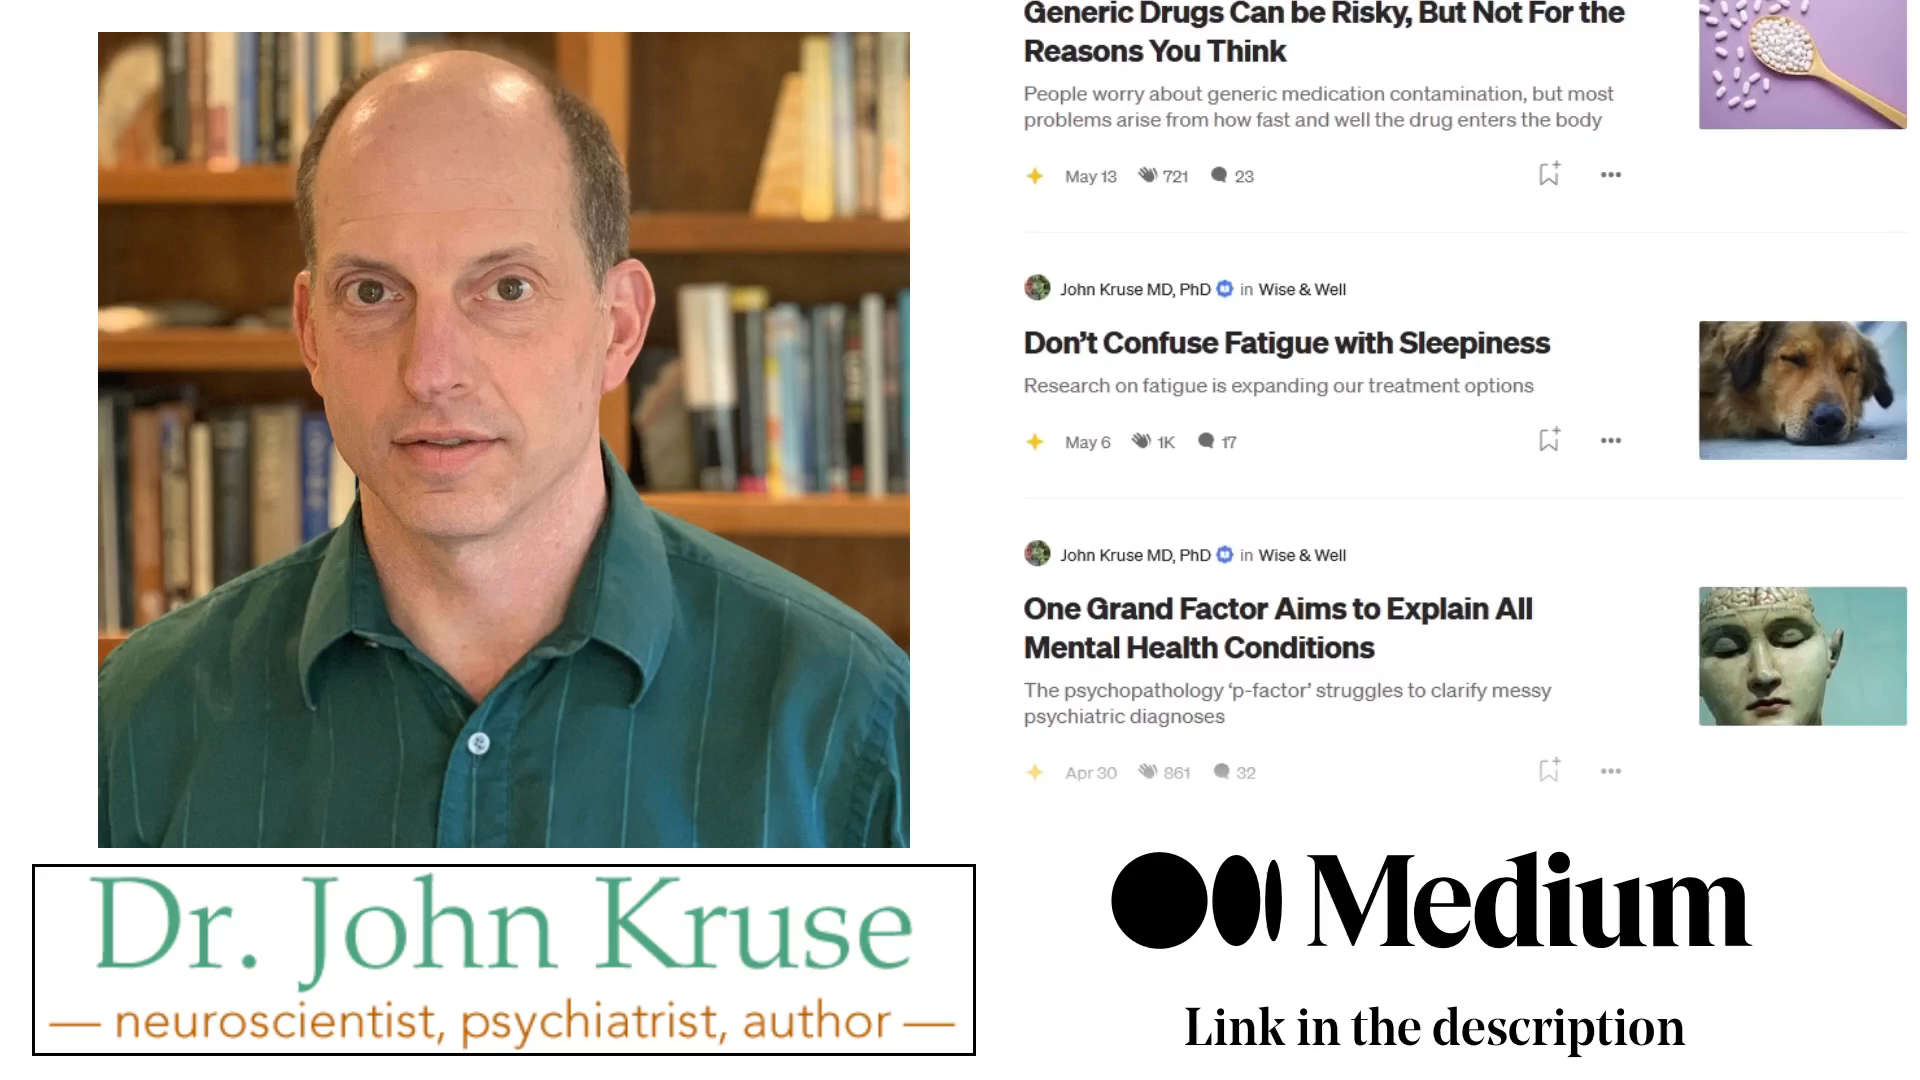 Generic Drugs Can be Risky, But Not For the
Reasons You Think
People worry about generic medication contamination, but most
problems arise from how fast and well the drug enters the body
May 13 721 23
John Kruse MD, PhD in Wise & Well
Don’t Confuse Fatigue with Sleepiness
Research on fatigue is expanding our treatment options
May 6 1K 17
John Kruse MD, PhD in Wise & Well
One Grand Factor Aims to Explain All
Mental Health Conditions
The psychopathology ‘p-factor’ struggles to clarify messy
psychiatric diagnoses
Apr 30 861 32
Dr. John Kruse
— neuroscientist, psychiatrist, author —
Medium
Link in the description